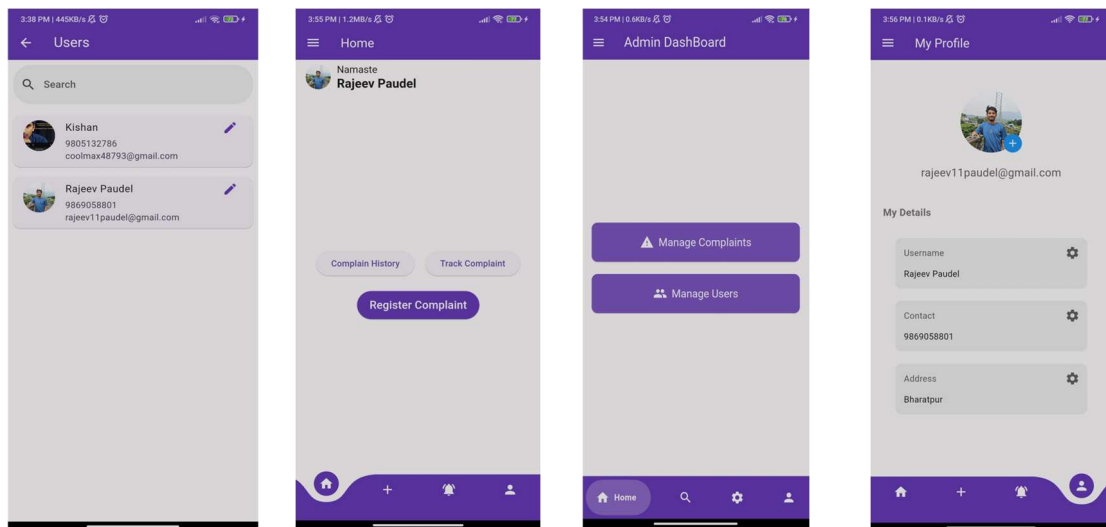 3:38 PM | 445KB/s
Users
Search
Kishan
9805132786
coolmax48793@gmail.com
Rajeev Paudel
9869058801
rajeev11paudel@gmail.com
3:55 PM | 1.2MB/s
Home
Namaste
Rajeev Paudel
Complain History
Track Complaint
Register Complaint
3:54 PM | 0.6KB/s
Admin DashBoard
Manage Complaints
Manage Users
Home
3:56 PM | 0.1KB/s
My Profile
rajeev11paudel@gmail.com
My Details
Username
Rajeev Paudel
Contact
9869058801
Address
Bharatpur